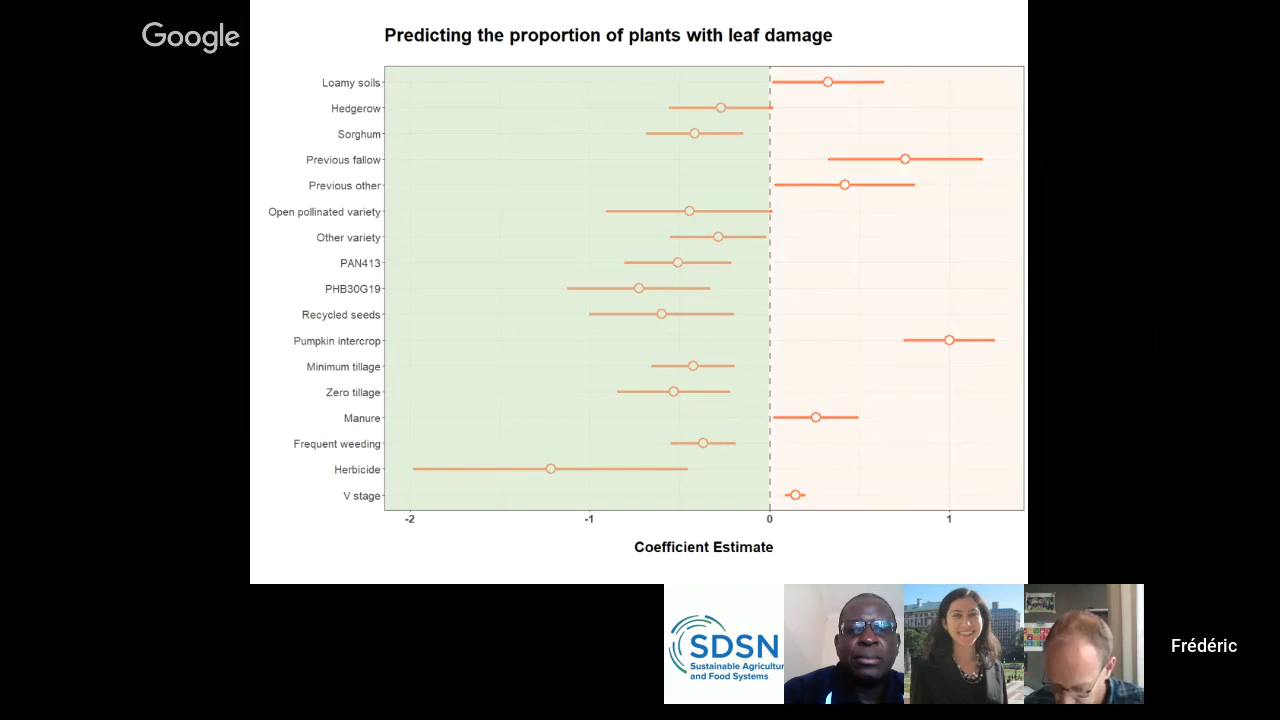 Google
Predicting the proportion of plants with leaf damage
Loamy soils
Hedgerow
Sorghum
Previous fallow
Previous other
Open pollinated variety
Other variety
PAN413
PHB30G19
Recycled seeds
Pumpkin intercrop
Minimum tillage
Zero tillage
Manure
Frequent weeding
Herbicide
V stage
-2 -1 0 1
Coefficient Estimate
SDSN
Sustainable Agricultur
and Food Systems
Frédéric